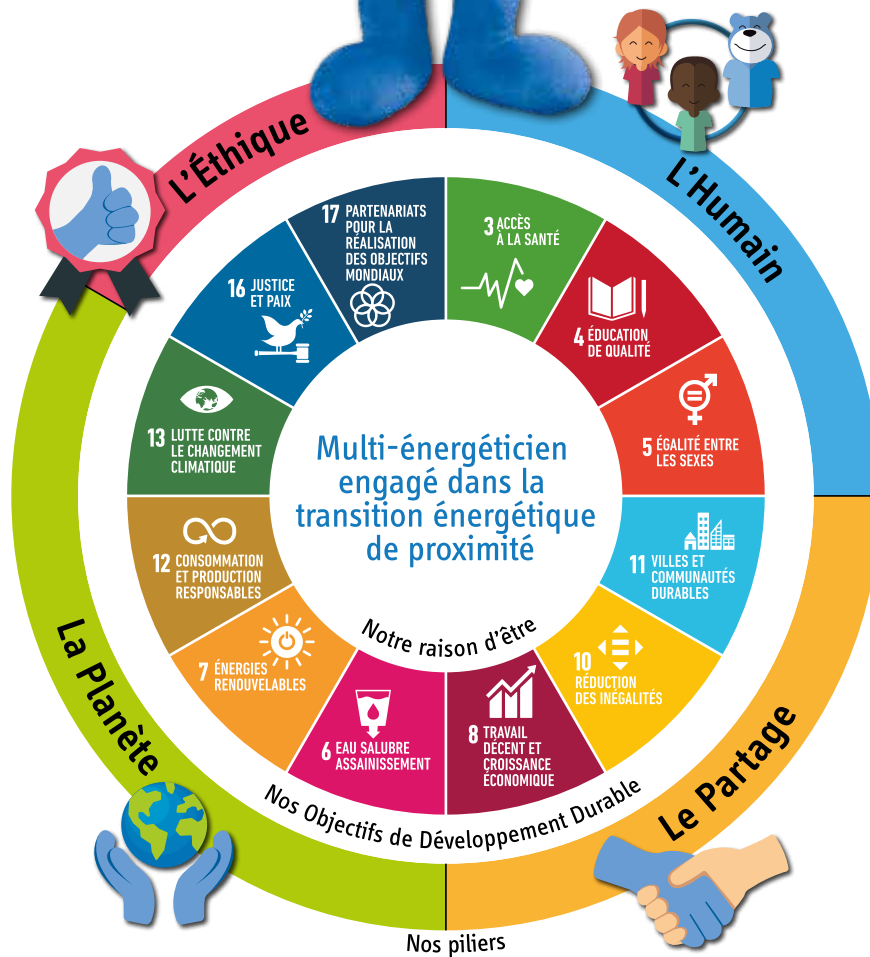 L'Éthique
L'Humain
17 PARTENARIATS
POUR LA
RÉALISATION
DES OBJECTIFS
MONDIAUX
3 ACCÈS
À LA SANTÉ
4 ÉDUCATION
DE QUALITÉ
5 ÉGALITÉ ENTRE
LES SEXES
11 VILLES ET
COMMUNAUTÉS
DURABLES
10
RÉDUCTION
DES INÉGALITÉS
8 TRAVAIL
DÉCENT ET
CROISSANCE
ÉCONOMIQUE
6 EAU SALUBRE
ASSAINISSEMENT
7 ÉNERGIES
RENOUVELABLES
12 CONSOMMATION
ET PRODUCTION
RESPONSABLES
13 LUTTE CONTRE
LE CHANGEMENT
CLIMATIQUE
16 JUSTICE
ET PAIX
Multi-énergéticien
engagé dans la
transition énergétique
de proximité
Notre raison d'être
La Planète
Le Partage
Nos Objectifs de Développement Durable
Nos piliers